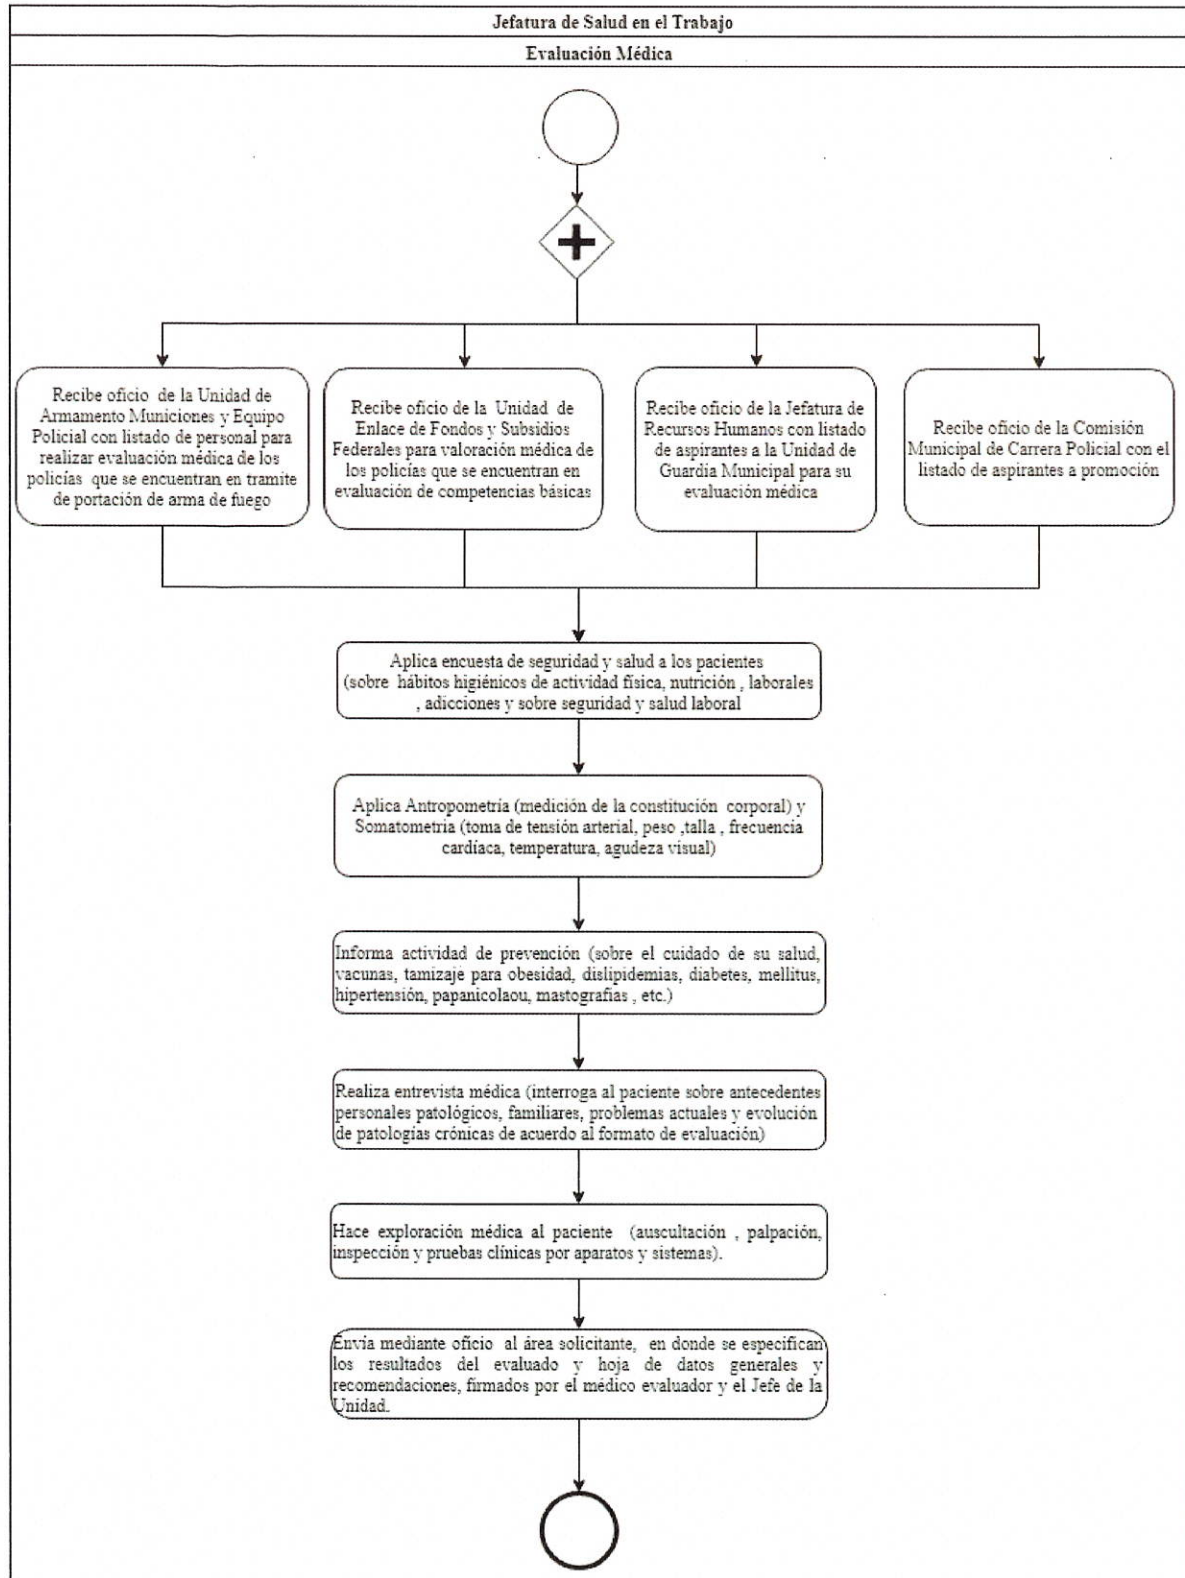 Jefatura de Salud en el Trabajo
Evaluación Médica
Recibe oficio de la Unidad de
Armamento Municiones y Equipo
Policial con listado de personal para
realizar evaluación médica de los
policías que se encuentran en tramite
de portación de arma de fuego
Recibe oficio de la Unidad de
Enlace de Fondos y Subsidios
Federales para valoración médica de
los policías que se encuentran en
evaluación de competencias básicas
Recibe oficio de la Jefatura de
Recursos Humanos con listado
de aspirantes a la Unidad de
Guardia Municipal para su
evaluación médica
Recibe oficio de la Comisión
Municipal de Carrera Policial con el
listado de aspirantes a promoción
Aplica encuesta de seguridad y salud a los pacientes
(sobre hábitos higiénicos de actividad física, nutrición , laborales
, adicciones y sobre seguridad y salud laboral
Aplica Antropometría (medición de la constitución corporal) y
Somatometría (toma de tensión arterial, peso ,talla , frecuencia
cardíaca, temperatura, agudeza visual)
Informa actividad de prevención (sobre el cuidado de su salud,
vacunas, tamizaje para obesidad, dislipidemias, diabetes, mellitus,
hipertensión, papanicolaou, mastografías , etc.)
Realiza entrevista médica (interroga al paciente sobre antecedentes
personales patológicos, familiares, problemas actuales y evolución
de patologías crónicas de acuerdo al formato de evaluación)
Hace exploración médica al paciente (auscultación , palpación,
inspección y pruebas clínicas por aparatos y sistemas).
Envía mediante oficio al área solicitante, en donde se especifican
los resultados del evaluado y hoja de datos generales y
recomendaciones, firmados por el médico evaluador y el Jefe de la
Unidad.